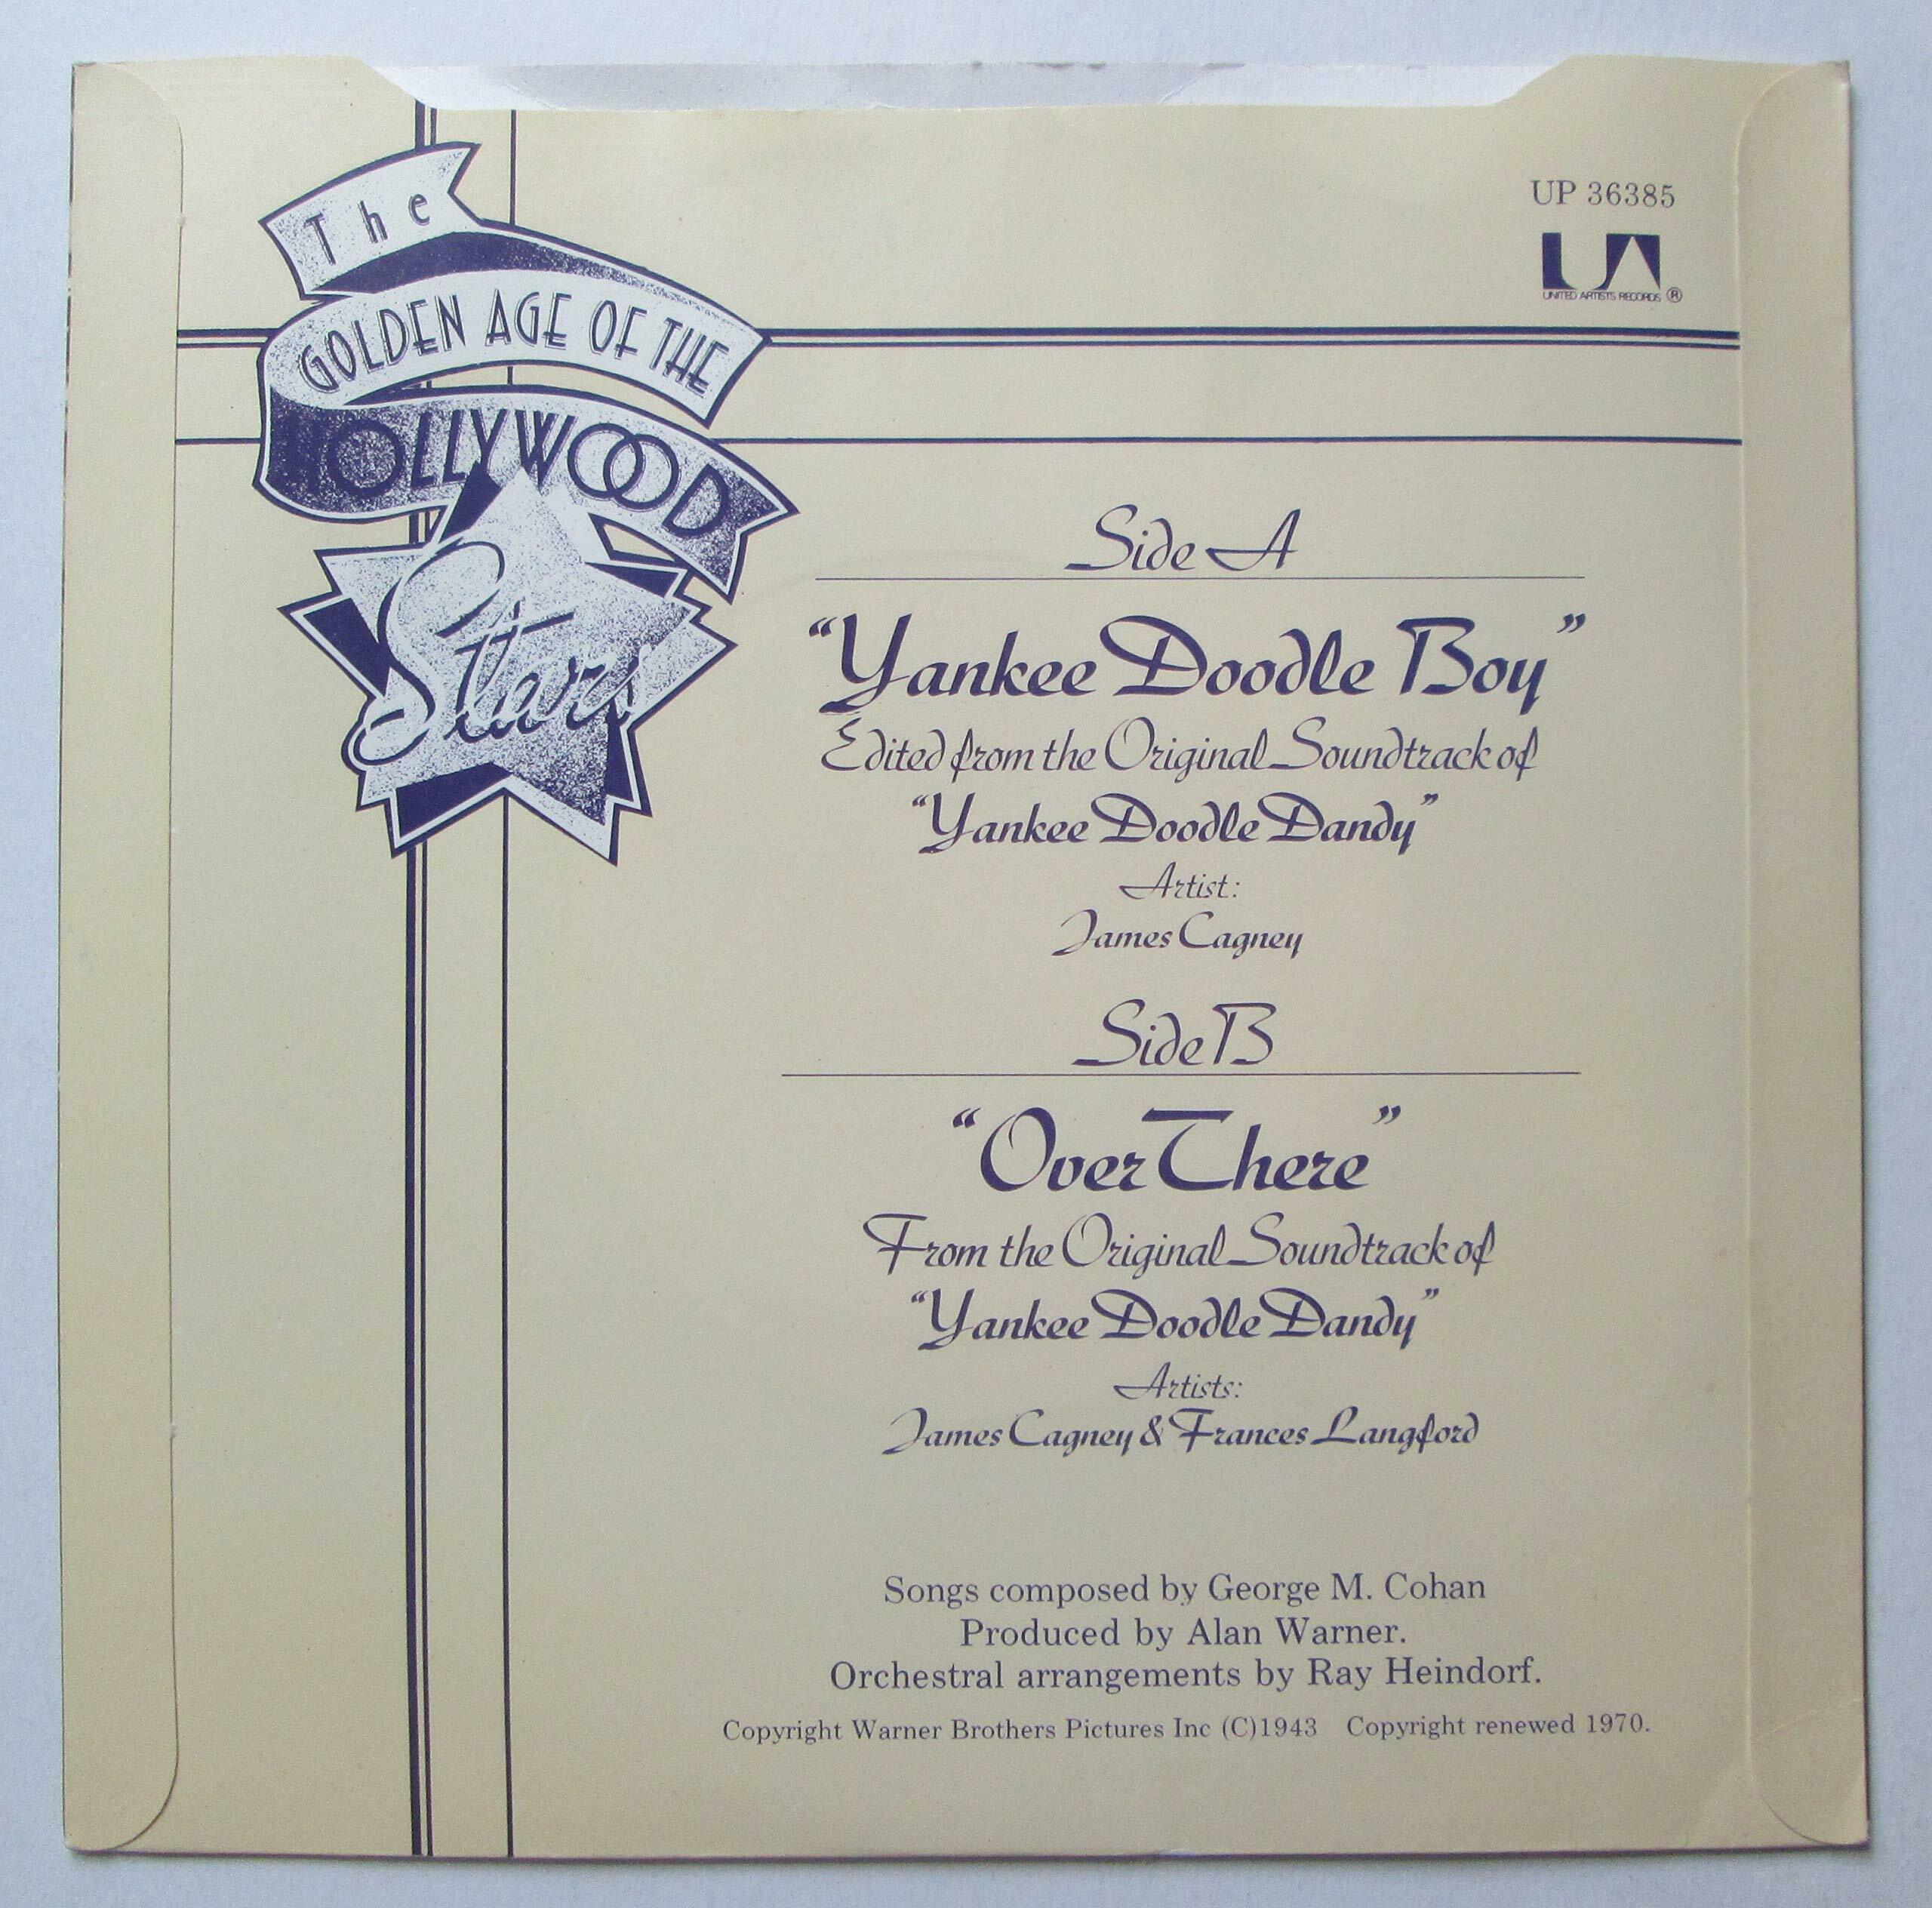 The
GOLDEN AGE OF THE
HOLLYWOOD
Stars
UP 36385
UA
UNITED ARTISTS RECORDS ®
Side A
“Yankee Doodle Boy”
Edited from the Original Soundtrack of
“Yankee Doodle Dandy”
Artist:
James Cagney
Side B
“Over There”
From the Original Soundtrack of
“Yankee Doodle Dandy”
Artists:
James Cagney & Frances Langford
Songs composed by George M. Cohan
Produced by Alan Warner.
Orchestral arrangements by Ray Heindorf.
Copyright Warner Brothers Pictures Inc (C)1943 Copyright renewed 1970.